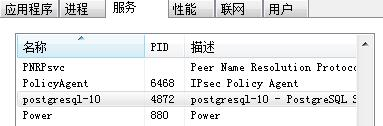 应用程序 进程 服务 性能 联网 用户
名称 PID 描述
PNRPsvc Peer Name Resolution Protoc
PolicyAgent 6468 IPsec Policy Agent
postgresql-10 4872 postgresql-10 - PostgreSQL S
Power 880 Power